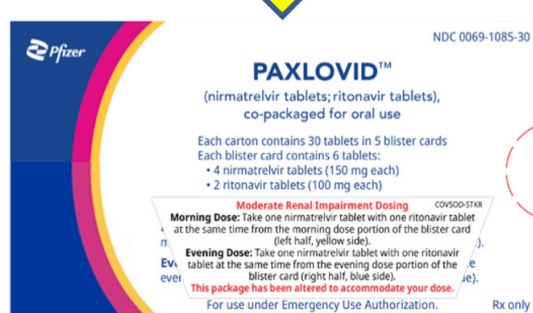 Pfizer
NDC 0069-1085-30
PAXLOVID™
(nirmatrelvir tablets; ritonavir tablets),
co-packaged for oral use
Each carton contains 30 tablets in 5 blister cards
Each blister card contains 6 tablets:
• 4 nirmatrelvir tablets (150 mg each)
• 2 ritonavir tablets (100 mg each)
Moderate Renal Impairment Dosing
COVSOD-STKR
Morning Dose: Take one nirmatrelvir tablet with one ritonavir tablet
at the same time from the morning dose portion of the blister card
(left half, yellow side).
Evening Dose: Take one nirmatrelvir tablet with one ritonavir
tablet at the same time from the evening dose portion of the
blister card (right half, blue side).
This package has been altered to accommodate your dose.
For use under Emergency Use Authorization.
Rx only